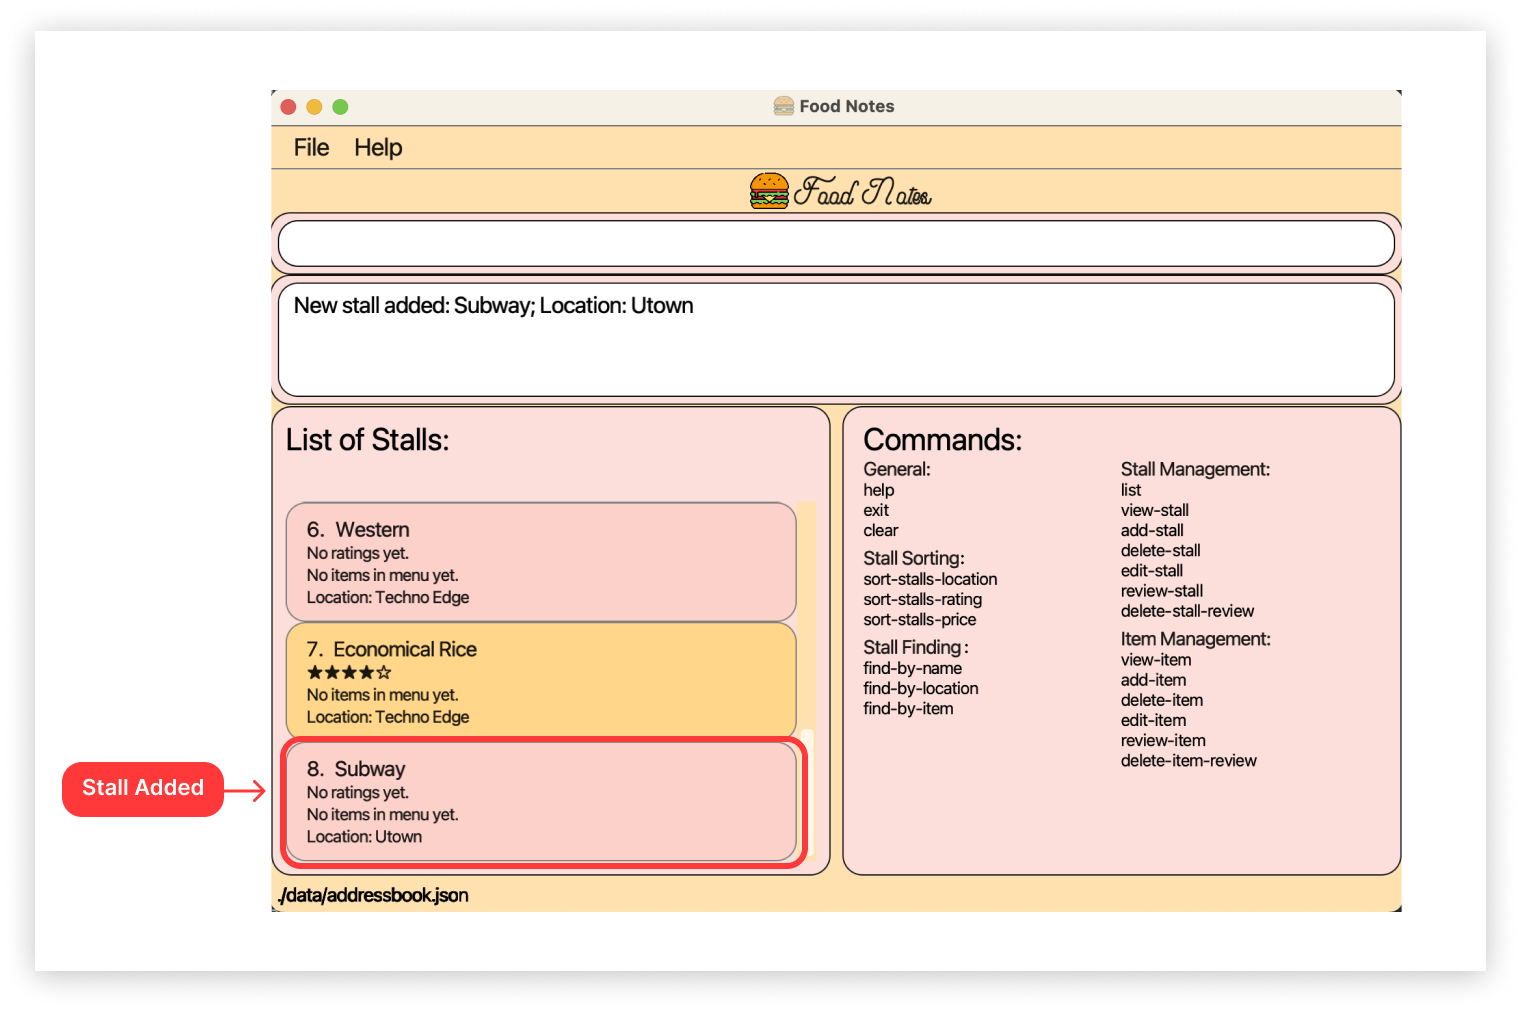 Food Notes
File Help
Food Notes
New stall added: Subway; Location: Utown
List of Stalls:
6. Western
No ratings yet.
No items in menu yet.
Location: Techno Edge
7. Economical Rice
★★★★☆
No items in menu yet.
Location: Techno Edge
Stall Added
8. Subway
No ratings yet.
No items in menu yet.
Location: Utown
Commands:
General:
help
exit
clear
Stall Sorting:
sort-stalls-location
sort-stalls-rating
sort-stalls-price
Stall Finding:
find-by-name
find-by-location
find-by-item
Stall Management:
list
view-stall
add-stall
delete-stall
edit-stall
review-stall
delete-stall-review
Item Management:
view-item
add-item
delete-item
edit-item
review-item
delete-item-review
./data/addressbook.json